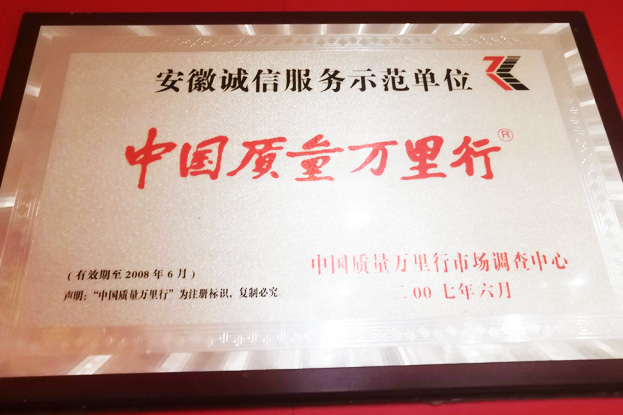 安徽诚信服务示范单位
中国质量万里行
(有效期至2008年6月)
声明:“中国质量万里行”为注册标识,复制必究
中国质量万里行市场调查中心
二00七年六月